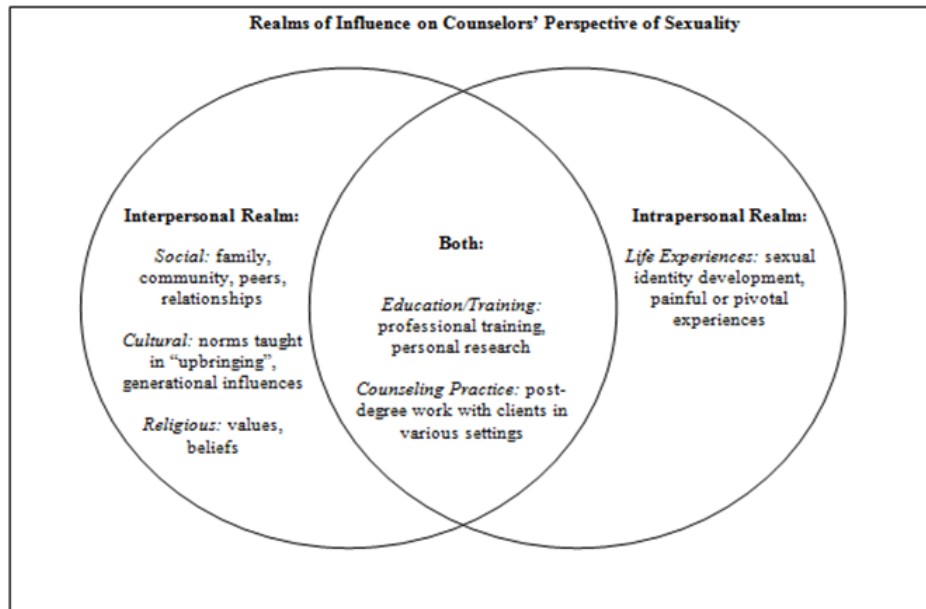 Realms of Influence on Counselors’ Perspective of Sexuality
Interpersonal Realm:
Social: family,
community, peers,
relationships
Cultural: norms taught
in “upbringing”,
generational influences
Religious: values,
beliefs
Both:
Education/Training:
professional training,
personal research
Counseling Practice: post-
degree work with clients in
various settings
Intrapersonal Realm:
Life Experiences: sexual
identity development,
painful or pivotal
experiences